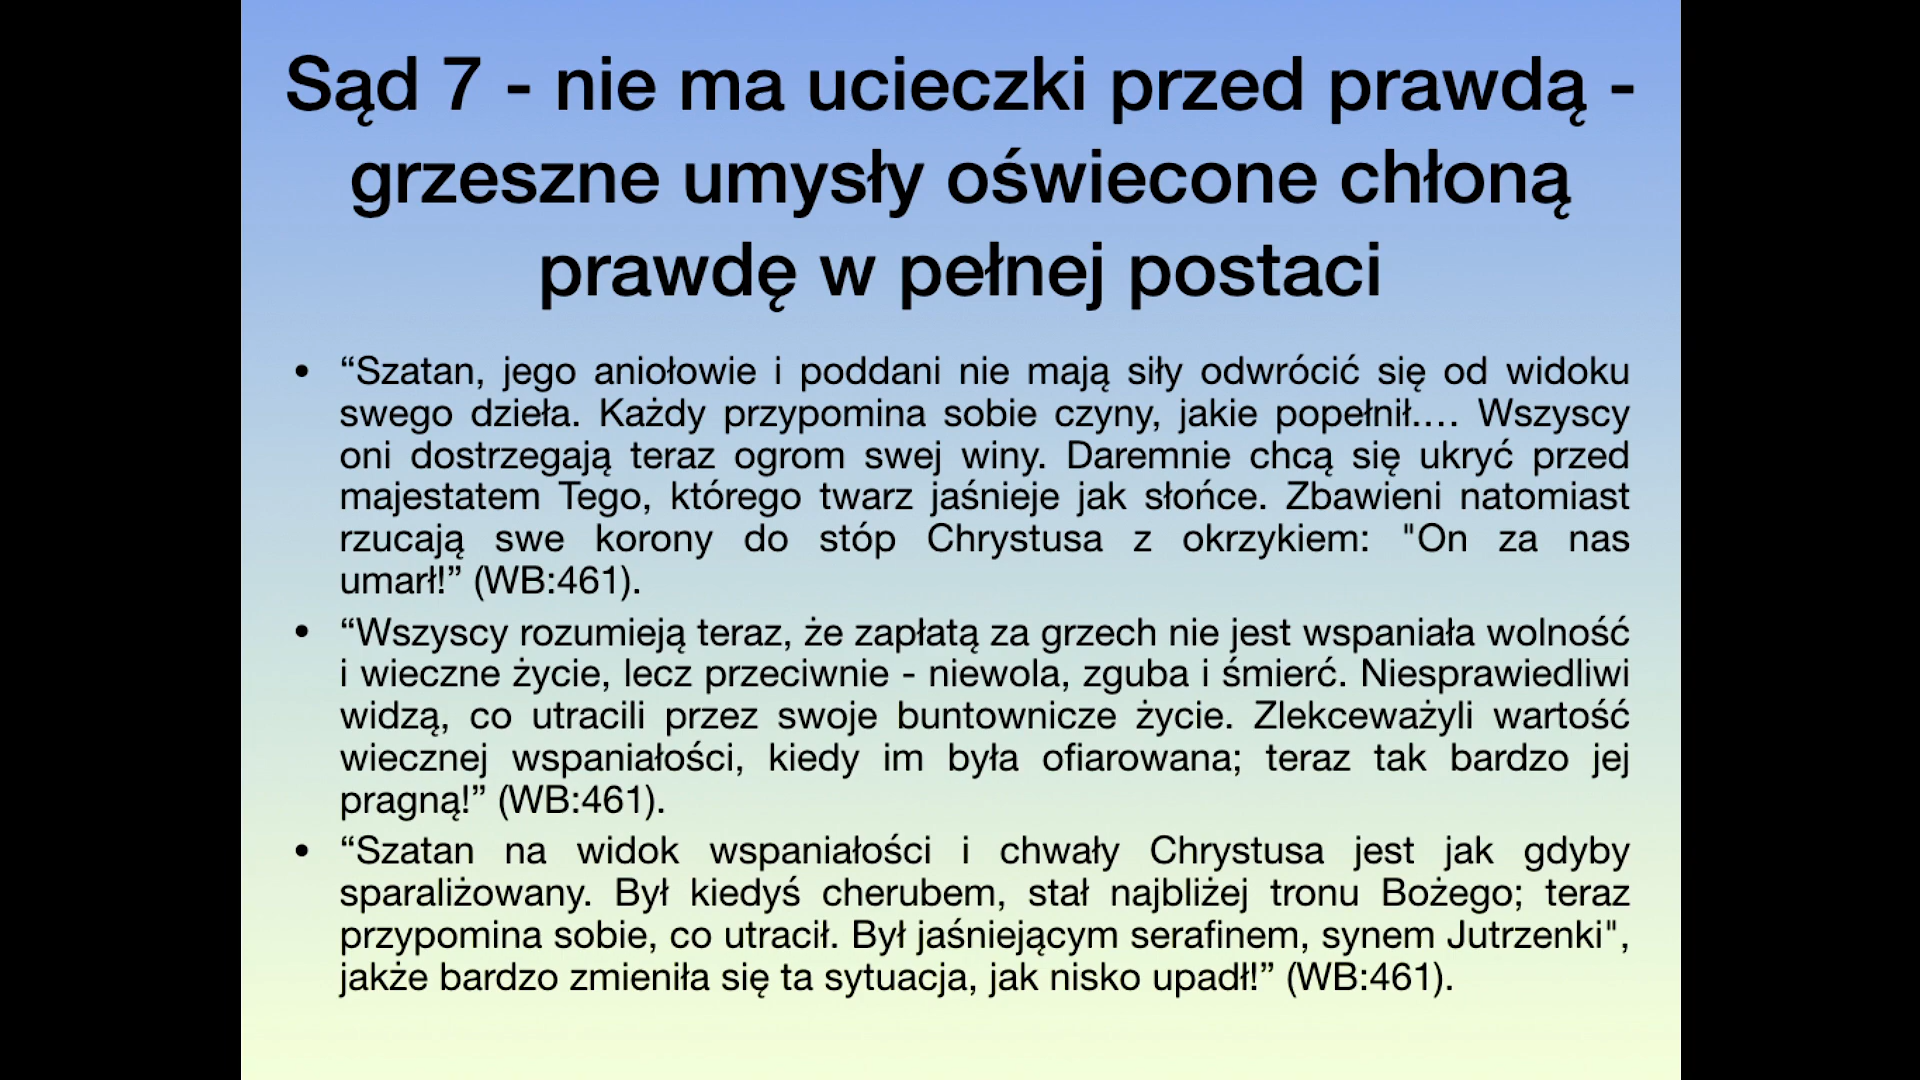 Sąd 7 - nie ma ucieczki przed prawdą -
grzeszne umysły oświecone chłoną
prawdę w pełnej postaci
• “Szatan, jego aniołowie i poddani nie mają siły odwrócić się od widoku
swego dzieła. Każdy przypomina sobie czyny, jakie popełnił.… Wszyscy
oni dostrzegają teraz ogrom swej winy. Daremnie chcą się ukryć przed
majestatem Tego, którego twarz jaśnieje jak słońce. Zbawieni natomiast
rzucają swe korony do stóp Chrystusa z okrzykiem: "On za nas
umarł!” (WB:461).
• “Wszyscy rozumieją teraz, że zapłatą za grzech nie jest wspaniała wolność
i wieczne życie, lecz przeciwnie - niewola, zguba i śmierć. Niesprawiedliwi
widzą, co utracili przez swoje buntownicze życie. Zlekceważyli wartość
wiecznej wspaniałości, kiedy im była ofiarowana; teraz tak bardzo jej
pragną!” (WB:461).
• “Szatan na widok wspaniałości i chwały Chrystusa jest jak gdyby
sparaliżowany. Był kiedyś cherubem, stał najbliżej tronu Bożego; teraz
przypomina sobie, co utracił. Był jaśniejącym serafinem, synem Jutrzenki",
jakże bardzo zmieniła się ta sytuacja, jak nisko upadł!” (WB:461).